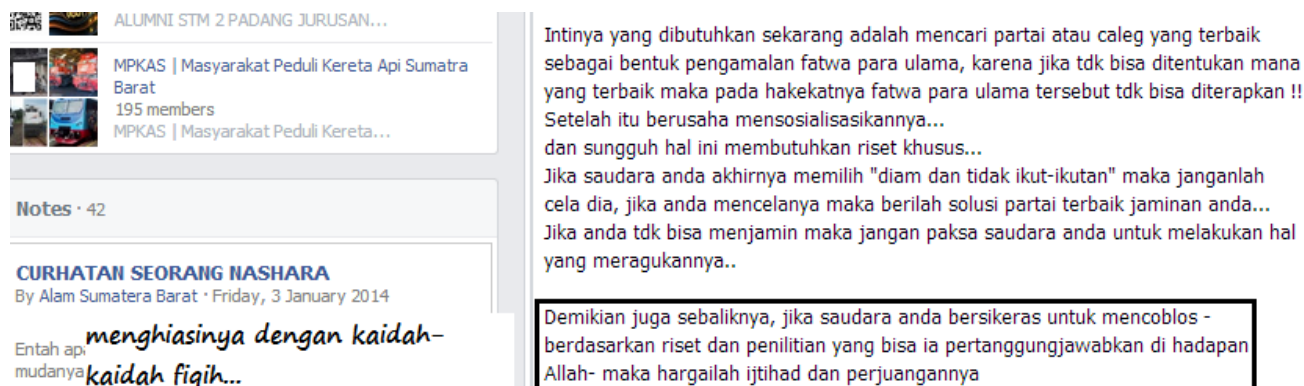 ALUMNI STM 2 PADANG JURUSAN...
MPKAS | Masyarakat Peduli Kereta Api Sumatra
Barat
195 members
MPKAS | Masyarakat Peduli Kereta...
Notes · 42
CURHATAN SEORANG NASHARA
By Alam Sumatera Barat · Friday, 3 January 2014
Entah ap
mudanya
menghiasinya dengan kaidah-
kaidah fiqih...
Intinya yang dibutuhkan sekarang adalah mencari partai atau caleg yang terbaik
sebagai bentuk pengamalan fatwa para ulama, karena jika tdk bisa ditentukan mana
yang terbaik maka pada hakekatnya fatwa para ulama tersebut tdk bisa diterapkan !!
Setelah itu berusaha mensosialisasikannya...
dan sungguh hal ini membutuhkan riset khusus...
Jika saudara anda akhirnya memilih "diam dan tidak ikut-ikutan" maka janganlah
cela dia, jika anda mencelanya maka berilah solusi partai terbaik jaminan anda...
Jika anda tdk bisa menjamin maka jangan paksa saudara anda untuk melakukan hal
yang meragukannya..
Demikian juga sebaliknya, jika saudara anda bersikeras untuk mencoblos -
berdasarkan riset dan penilitian yang bisa ia pertanggungjawabkan di hadapan
Allah- maka hargailah ijtihad dan perjuangannya